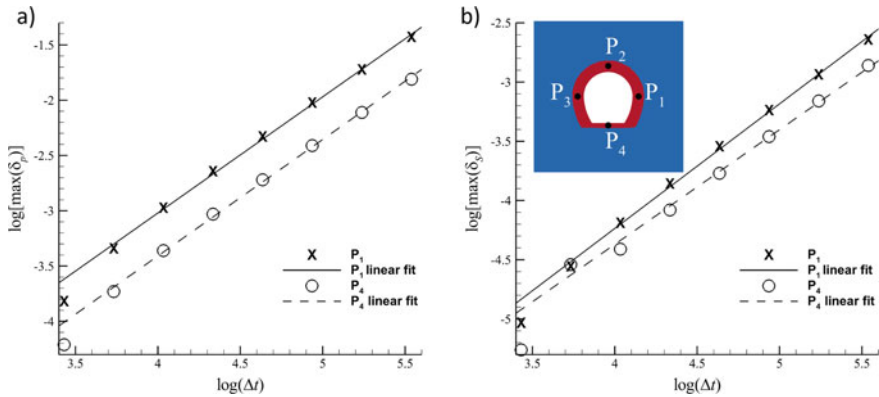 a)
-1.5
-2
-2.5
-3
-3.5
-4
log[max(δₚ)]
X P₁
P₁ linear fit
P₄
P₄ linear fit
3.5 4 4.5 5 5.5
log(Δt)
b)
-2.5
-3
-3.5
-4
-4.5
-5
log[max(δₛ)]
P₂
P₃ P₁
P₄
X P₁
P₁ linear fit
P₄
P₄ linear fit
3.5 4 4.5 5 5.5
log(Δt)